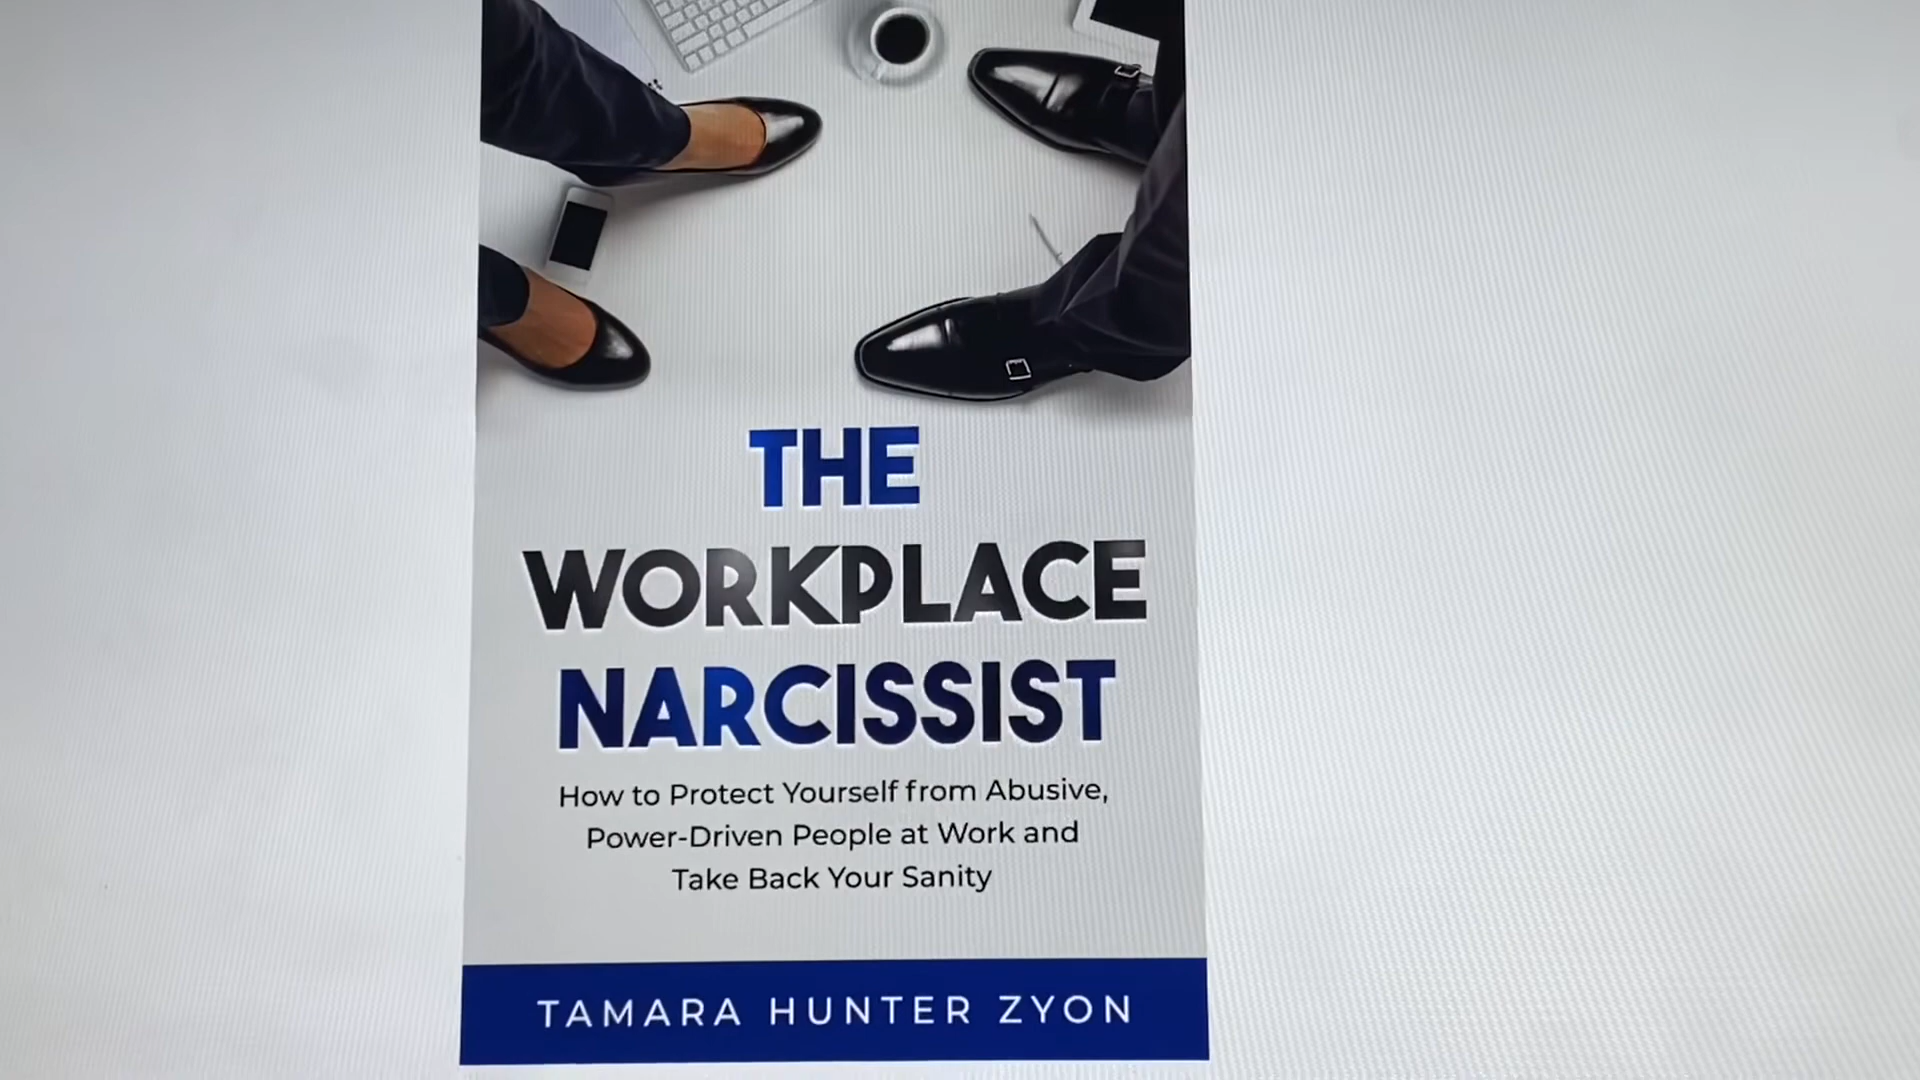 THE
WORKPLACE
NARCISSIST
How to Protect Yourself from Abusive,
Power-Driven People at Work and
Take Back Your Sanity
TAMARA HUNTER ZYON